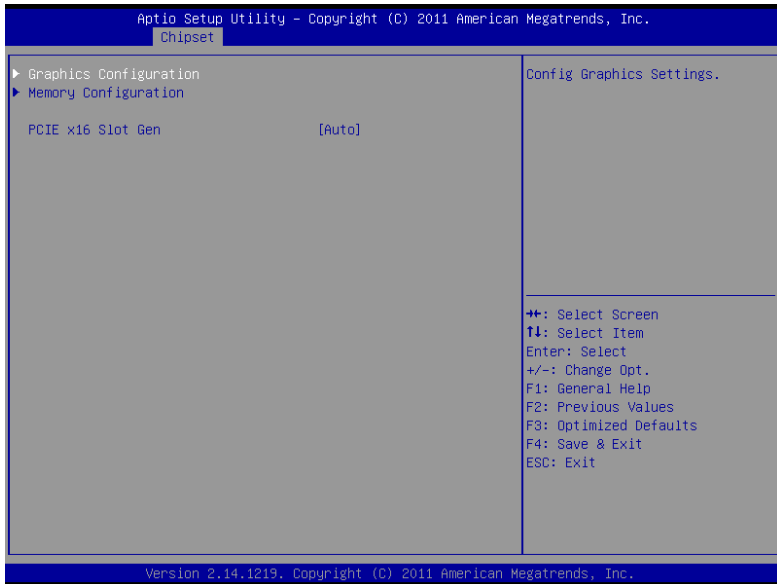 Aptio Setup Utility – Copyright (C) 2011 American Megatrends, Inc.
Chipset
▶ Graphics Configuration
▶ Memory Configuration
PCIE x16 Slot Gen [Auto]
Config Graphics Settings.
→←: Select Screen
↑↓: Select Item
Enter: Select
+/-: Change Opt.
F1: General Help
F2: Previous Values
F3: Optimized Defaults
F4: Save & Exit
ESC: Exit
Version 2.14.1219. Copyright (C) 2011 American Megatrends, Inc.